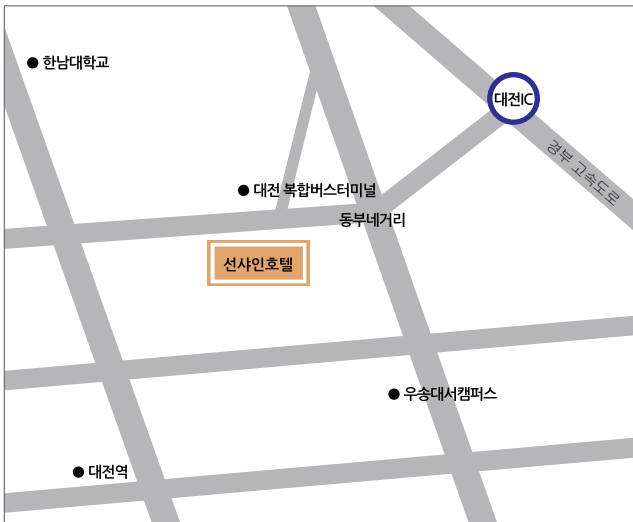 한남대학교
대전IC
경부 고속도로
대전 복합버스터미널
동부네거리
선샤인호텔
우송대서캠퍼스
대전역